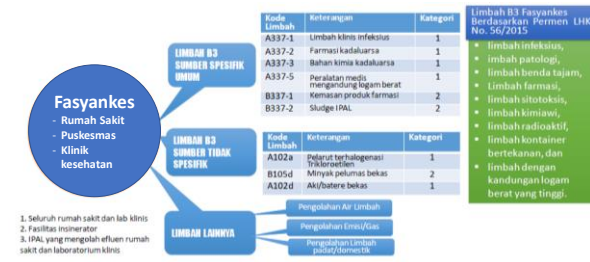 Fasyankes
- Rumah Sakit
- Puskesmas
- Klinik
kesehatan
1. Seluruh rumah sakit dan lab klinis
2. Fasilitas insinerator
3. IPAL yang mengolah efluen rumah
sakit dan laboratorium klinis
LIMBAH B3
SUMBER SPESIFIK
UMUM
Kode Limbah Keterangan Kategori
A337-1 Limbah klinis infeksius 1
A337-2 Farmasi kadaluarsa 1
A337-3 Bahan kimia kadaluarsa 1
A337-5 Peralatan medis mengandung logam berat 1
B337-1 Kemasan produk farmasi 2
B337-2 Sludge IPAL 2
LIMBAH B3
SUMBER TIDAK
SPESIFIK
Kode Limbah Keterangan Kategori
A102a Pelarut terhalogenasi Trikloroetilen 1
B105d Minyak pelumas bekas 2
A102d Aki/batere bekas 1
LIMBAH LAINNYA
Pengolahan Air Limbah
Pengolahan Emisi/Gas
Pengolahan Limbah
padat/domestik
Limbah B3 Fasyankes
Berdasarkan Permen LHK
No. 56/2015
• limbah infeksius,
• imbah patologi,
• limbah benda tajam,
• Limbah farmasi,
• limbah sitotoksis,
• limbah kimiawi,
• limbah radioaktif,
• limbah kontainer
bertekanan, dan
• limbah dengan
kandungan logam
berat yang tinggi.